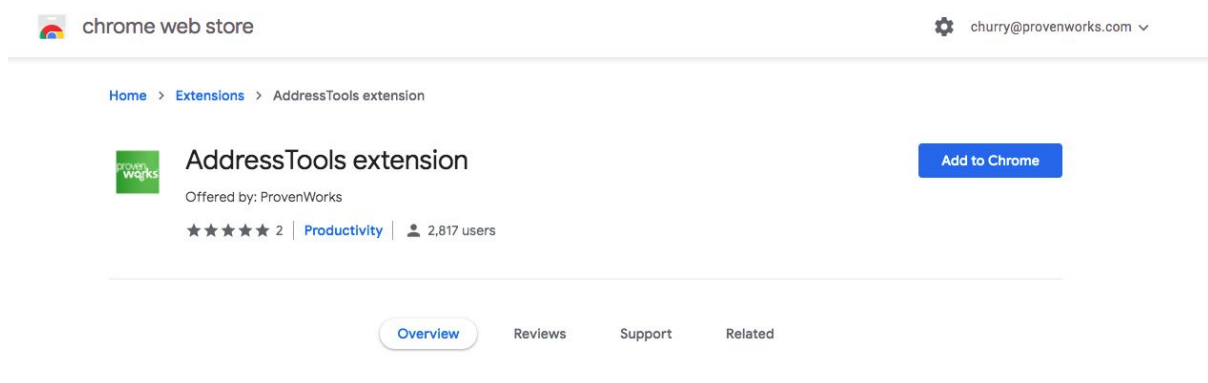 chrome web store
churry@provenworks.com
Home > Extensions > AddressTools extension
proven
works
AddressTools extension
Add to Chrome
Offered by: ProvenWorks
★★★★★ 2 | Productivity | 2,817 users
Overview Reviews Support Related